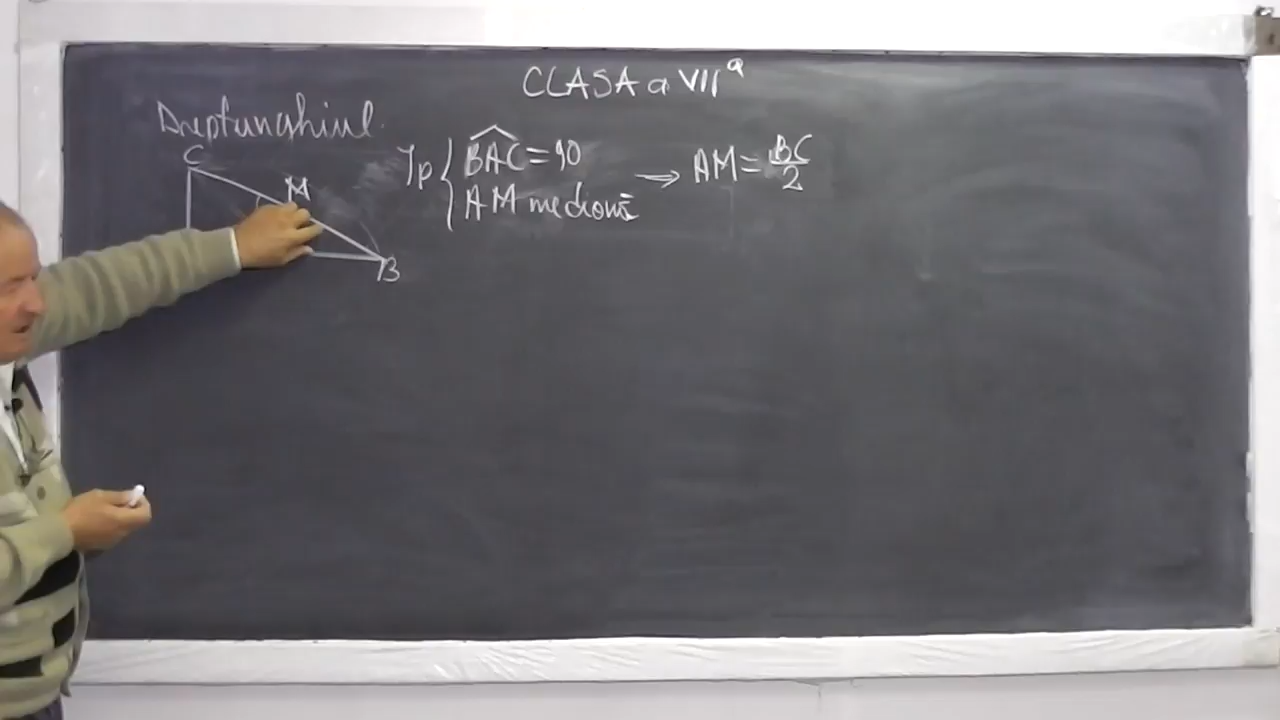 CLASA a VII a
Dreptunghiul.
C
M
B
Ip { BAC = 90
AM mediană
⇒ AM = BC/2